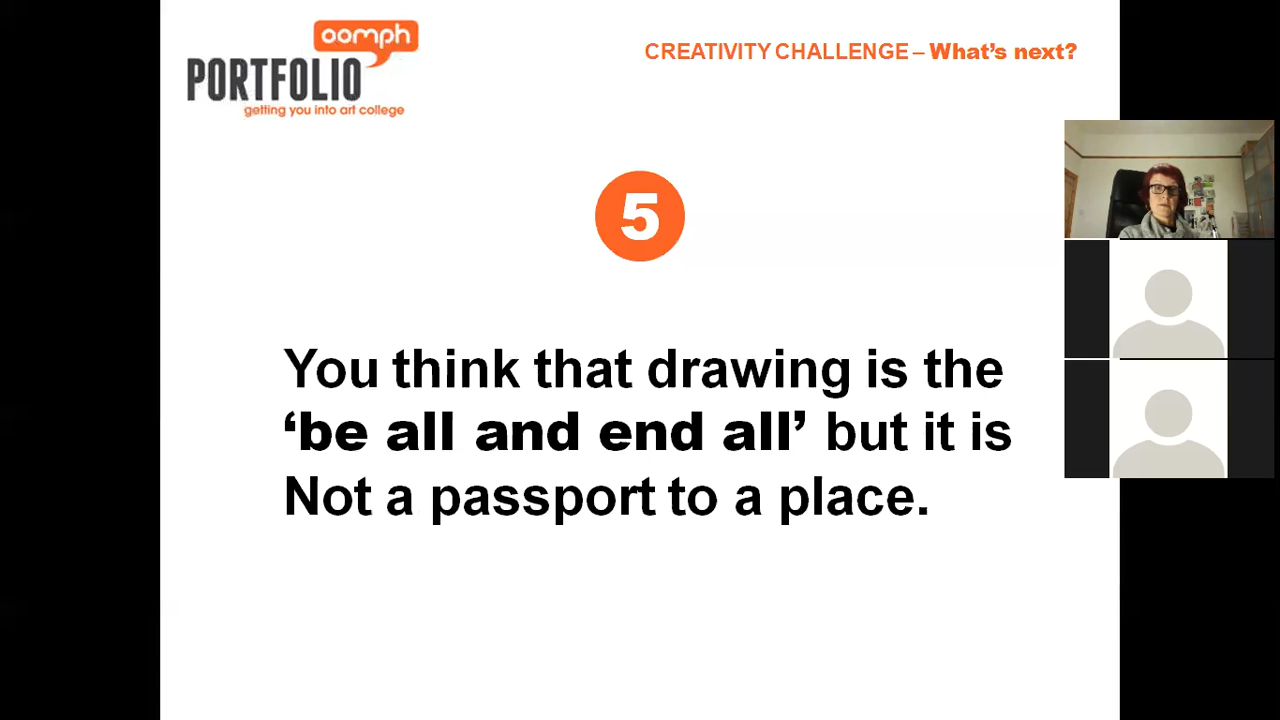 oomph
PORTFOLIO
getting you into art college
CREATIVITY CHALLENGE – What's next?
5
You think that drawing is the
‘be all and end all’ but it is
Not a passport to a place.